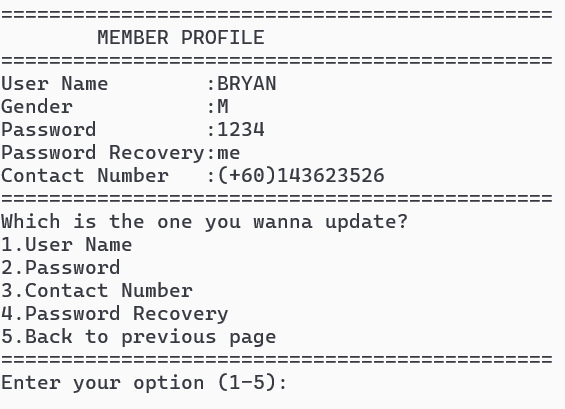 ==============================================
        MEMBER PROFILE
==============================================
User Name        :BRYAN
Gender           :M
Password         :1234
Password Recovery:me
Contact Number   :(+60)143623526
==============================================
Which is the one you wanna update?
1.User Name
2.Password
3.Contact Number
4.Password Recovery
5.Back to previous page
==============================================
Enter your option (1-5):